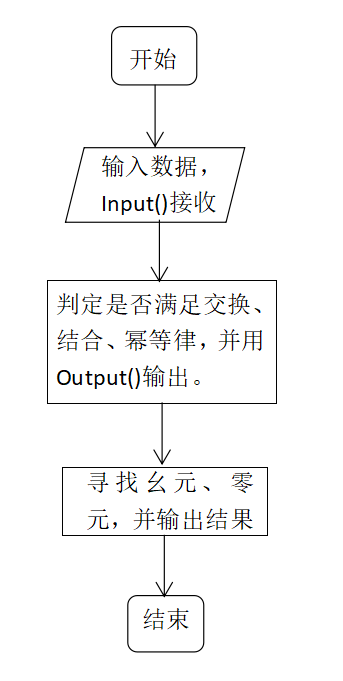 开始
输入数据，
Input()接收
判定是否满足交换、
结合、幂等律，并用
Output()输出。
寻找幺元、零
元，并输出结果
结束